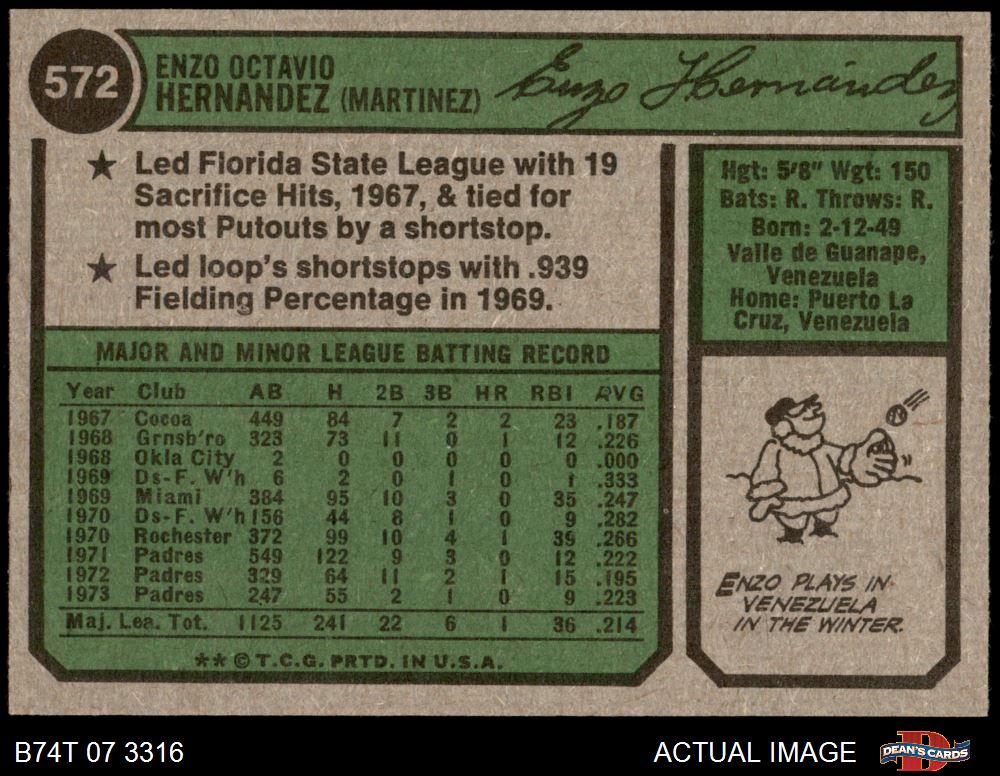 572
ENZO OCTAVIO
HERNANDEZ (MARTINEZ)
Enzo Hernández
★ Led Florida State League with 19
Sacrifice Hits, 1967, & tied for
most Putouts by a shortstop.
★ Led loop's shortstops with .939
Fielding Percentage in 1969.
MAJOR AND MINOR LEAGUE BATTING RECORD
Year Club AB H 2B 3B HR RBI AVG
1967 Cocoa 449 84 7 2 2 23 .187
1968 Grnsb'ro 323 73 11 0 1 12 .226
1968 Okla City 2 0 0 0 0 0 .000
1969 Ds-F. W'h 6 2 0 1 0 1 .333
1969 Miami 384 95 10 3 0 35 .247
1970 Ds-F. W'h 156 44 8 1 0 9 .282
1970 Rochester 372 99 10 4 1 39 .266
1971 Padres 549 122 9 3 0 12 .222
1972 Padres 329 64 11 2 1 15 .195
1973 Padres 247 55 2 1 0 9 .223
Maj. Lea. Tot. 1125 241 22 6 1 36 .214
** © T.C.G. PRTD. IN U.S.A.
Hgt: 5'8" Wgt: 150
Bats: R. Throws: R.
Born: 2-12-49
Valle de Guanape,
Venezuela
Home: Puerto La
Cruz, Venezuela
ENZO PLAYS IN
VENEZUELA
IN THE WINTER.
B74T 07 3316
ACTUAL IMAGE
DEAN'S CARDS